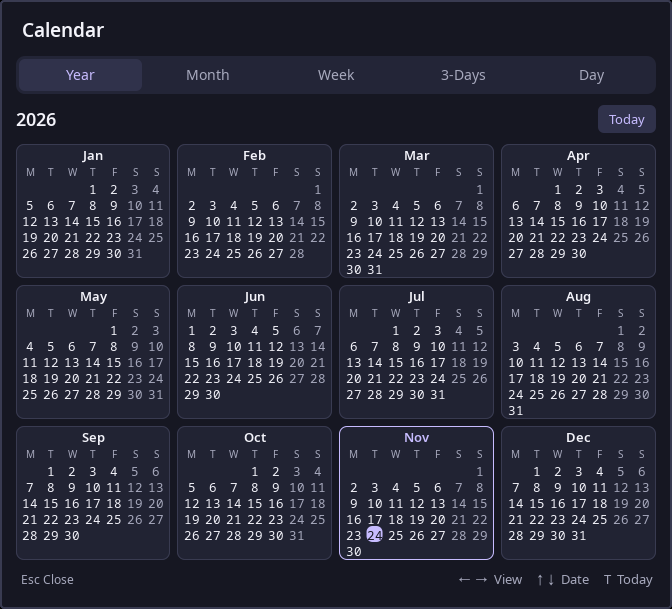 Calendar
Year Month Week 3-Days Day
2026 Today
Jan Feb Mar Apr
M T W T F S S M T W T F S S M T W T F S S M T W T F S S
1 2 3 4 1 1 1 2 3 4 5
5 6 7 8 9 10 11 2 3 4 5 6 7 8 2 3 4 5 6 7 8 6 7 8 9 10 11 12
12 13 14 15 16 17 18 9 10 11 12 13 14 15 9 10 11 12 13 14 15 13 14 15 16 17 18 19
19 20 21 22 23 24 25 16 17 18 19 20 21 22 16 17 18 19 20 21 22 20 21 22 23 24 25 26
26 27 28 29 30 31 23 24 25 26 27 28 23 24 25 26 27 28 29 27 28 29 30
30 31
May Jun Jul Aug
M T W T F S S M T W T F S S M T W T F S S M T W T F S S
1 2 3 1 2 3 4 5 6 7 1 2 3 4 5 1 2
4 5 6 7 8 9 10 8 9 10 11 12 13 14 6 7 8 9 10 11 12 3 4 5 6 7 8 9
11 12 13 14 15 16 17 15 16 17 18 19 20 21 13 14 15 16 17 18 19 10 11 12 13 14 15 16
18 19 20 21 22 23 24 22 23 24 25 26 27 28 20 21 22 23 24 25 26 17 18 19 20 21 22 23
25 26 27 28 29 30 31 29 30 27 28 29 30 31 24 25 26 27 28 29 30
31
Sep Oct Nov Dec
M T W T F S S M T W T F S S M T W T F S S M T W T F S S
1 2 3 4 5 6 1 2 3 4 1 1 2 3 4 5 6
7 8 9 10 11 12 13 5 6 7 8 9 10 11 2 3 4 5 6 7 8 7 8 9 10 11 12 13
14 15 16 17 18 19 20 12 13 14 15 16 17 18 9 10 11 12 13 14 15 14 15 16 17 18 19 20
21 22 23 24 25 26 27 19 20 21 22 23 24 25 16 17 18 19 20 21 22 21 22 23 24 25 26 27
28 29 30 26 27 28 29 30 31 23 24 25 26 27 28 29 28 29 30 31
30
Esc Close ←→ View ↑↓ Date T Today